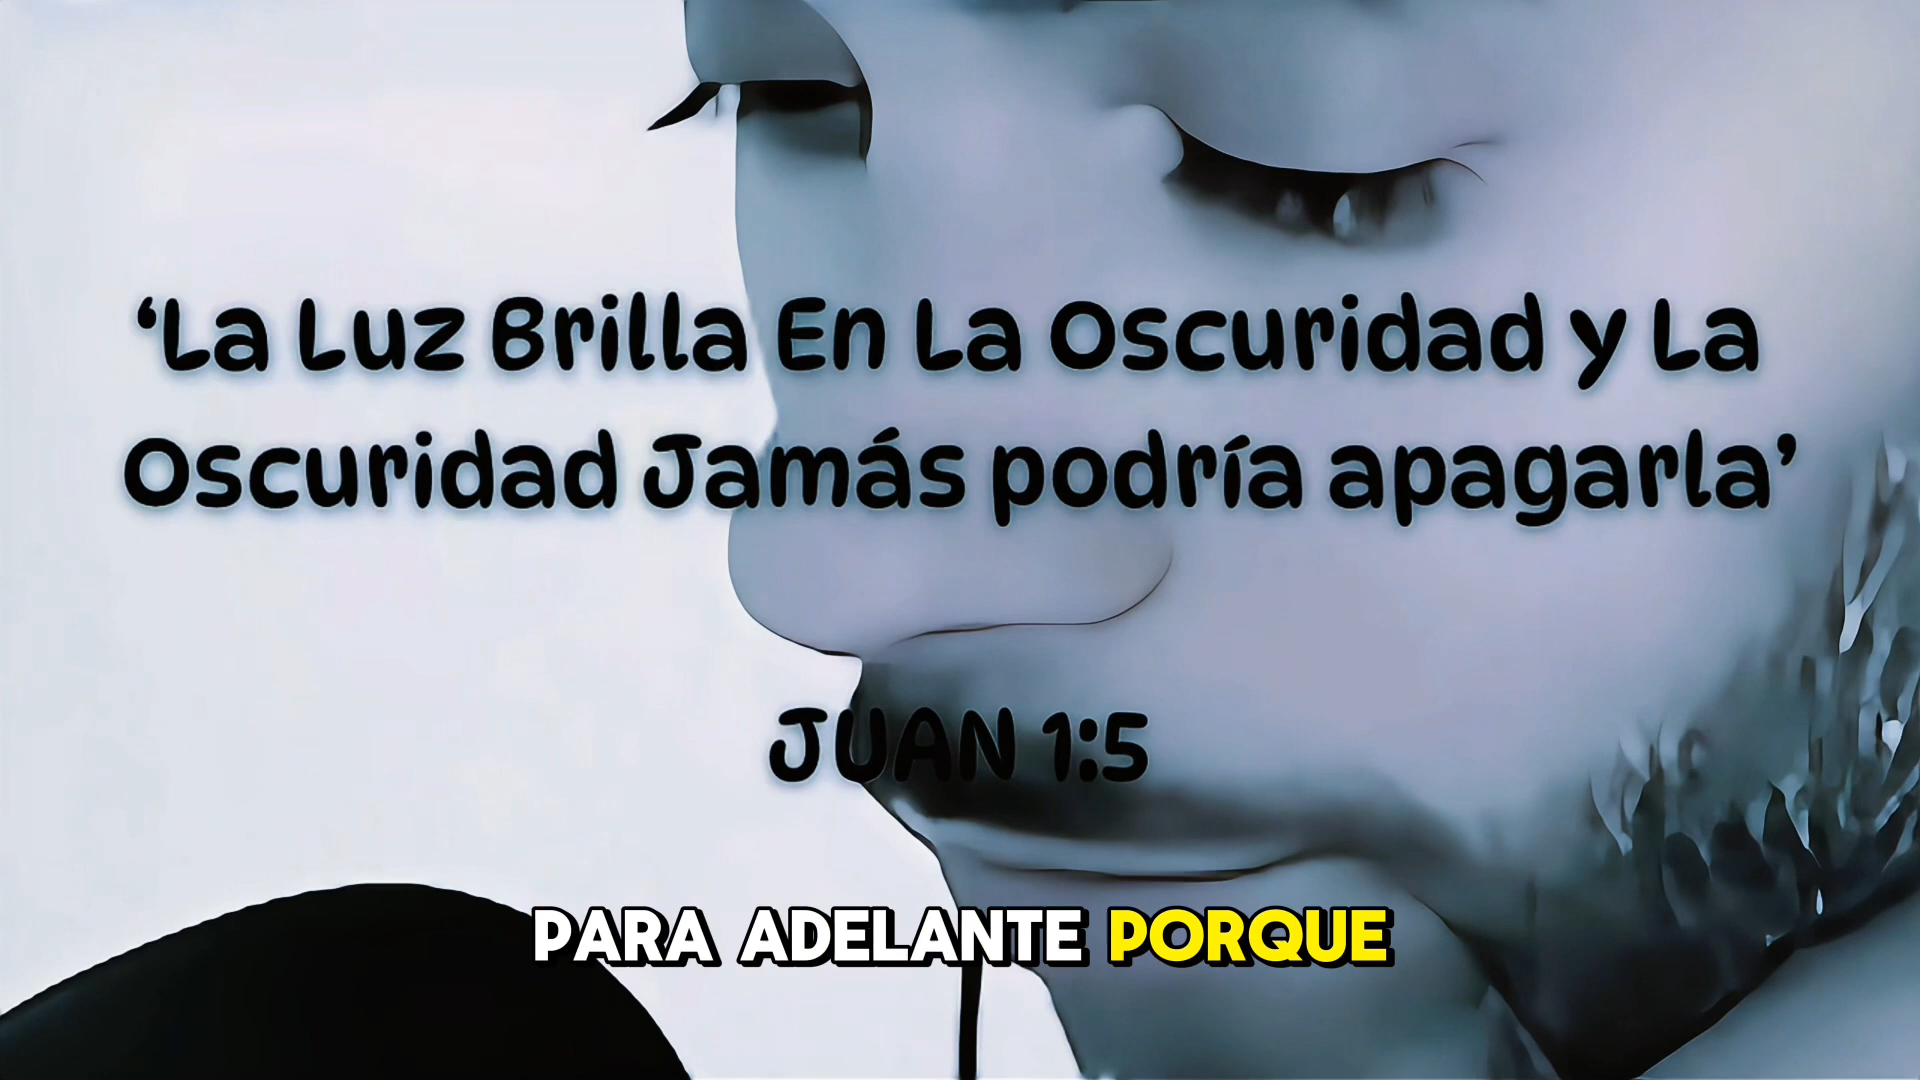 ‘La Luz Brilla En La Oscuridad y La
Oscuridad Jamás podría apagarla’
JUAN 1:5
PARA ADELANTE PORQUE